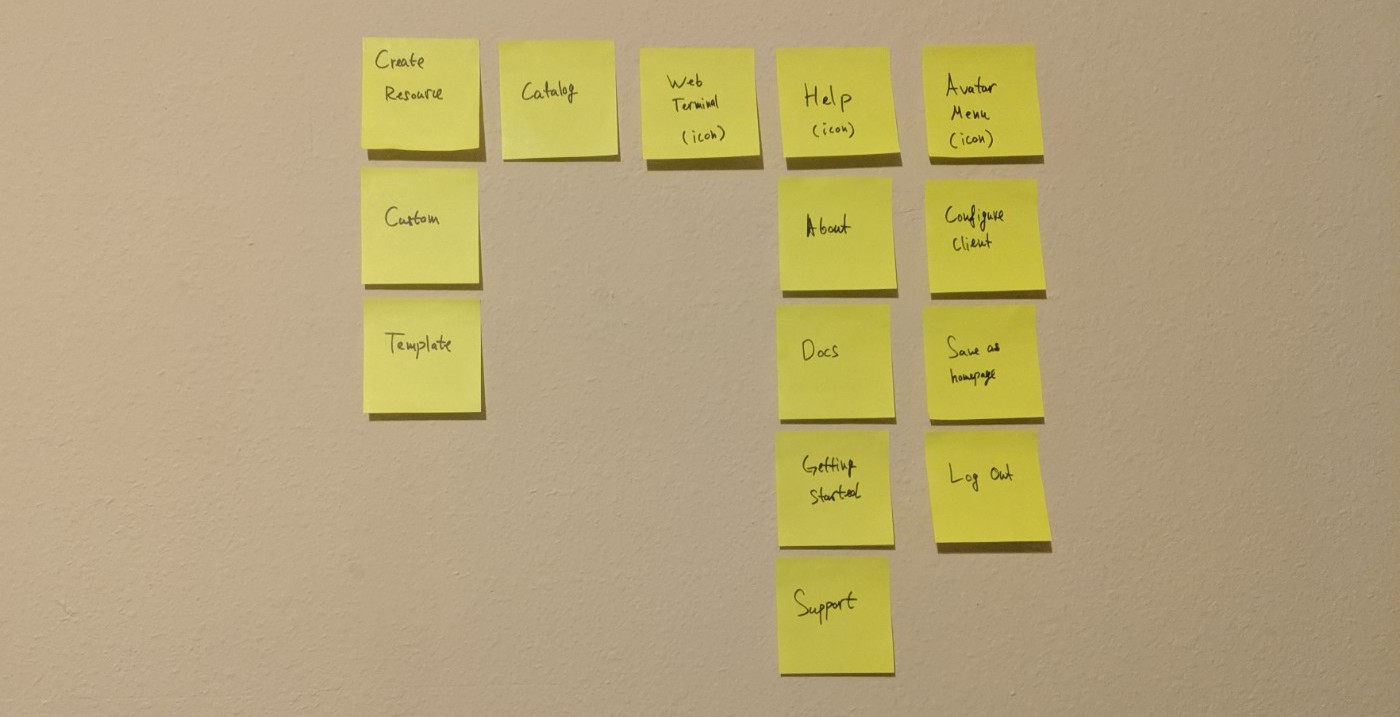 Create
Resource
Catalog
Web
Terminal
(icon)
Help
(icon)
Avatar
Menu
(icon)
Custom
About
Configure
Client
Template
Docs
Save as
homepage
Getting
Started
Log Out
Support